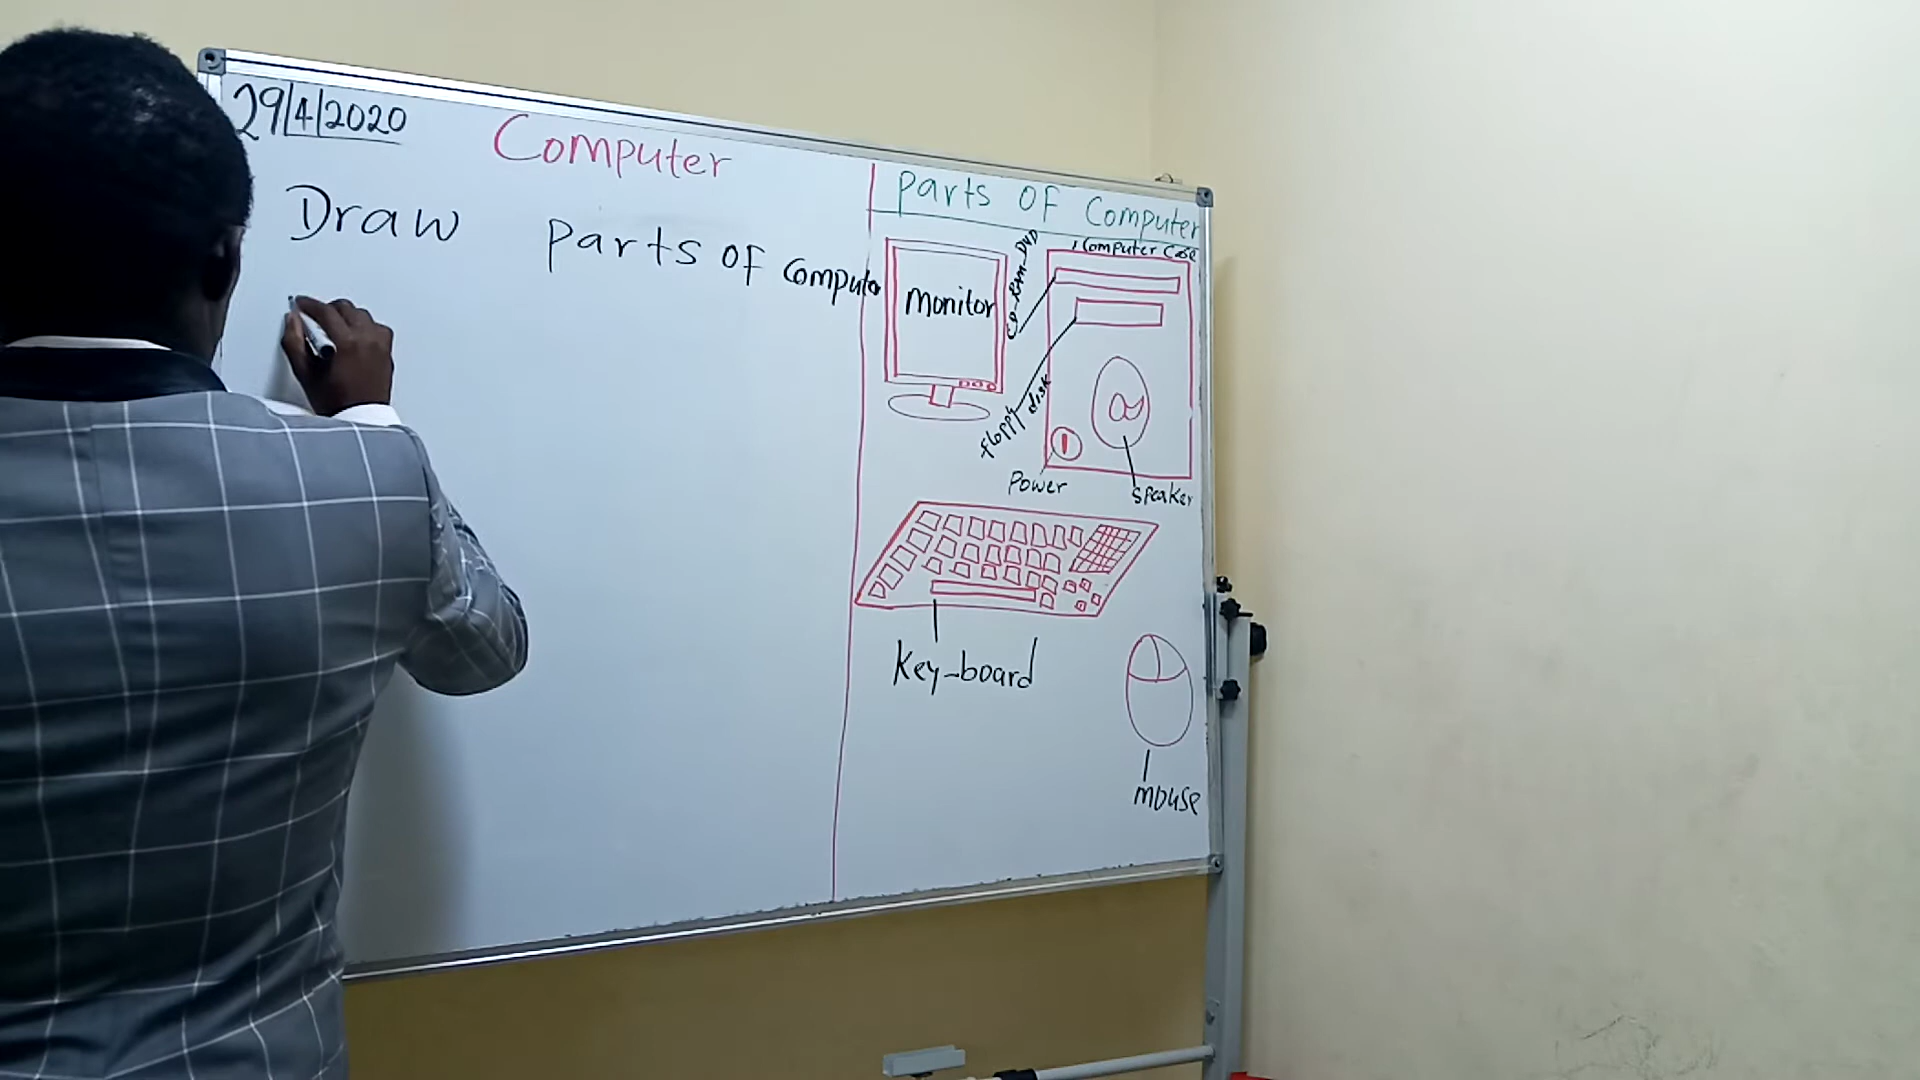 29/4/2020
Computer
Draw parts OF Computer
Parts OF Computer
Computer Case
monitor
CD-Rom-DVD
Floppy disk
Power
Speaker
Key-board
mouse